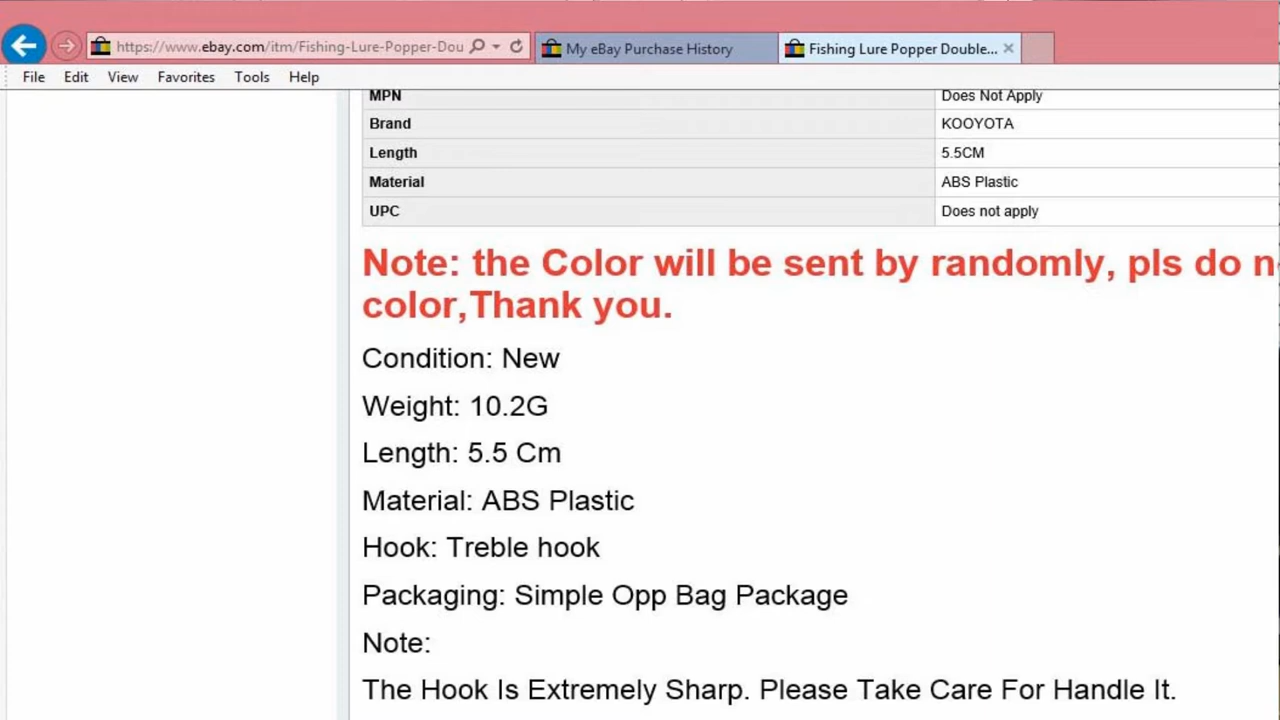 https://www.ebay.com/itm/Fishing-Lure-Popper-Dou
My eBay Purchase History
Fishing Lure Popper Double...
File Edit View Favorites Tools Help
MPN Does Not Apply
Brand KOOYOTA
Length 5.5CM
Material ABS Plastic
UPC Does not apply
Note: the Color will be sent by randomly, pls do
color,Thank you.
Condition: New
Weight: 10.2G
Length: 5.5 Cm
Material: ABS Plastic
Hook: Treble hook
Packaging: Simple Opp Bag Package
Note:
The Hook Is Extremely Sharp. Please Take Care For Handle It.